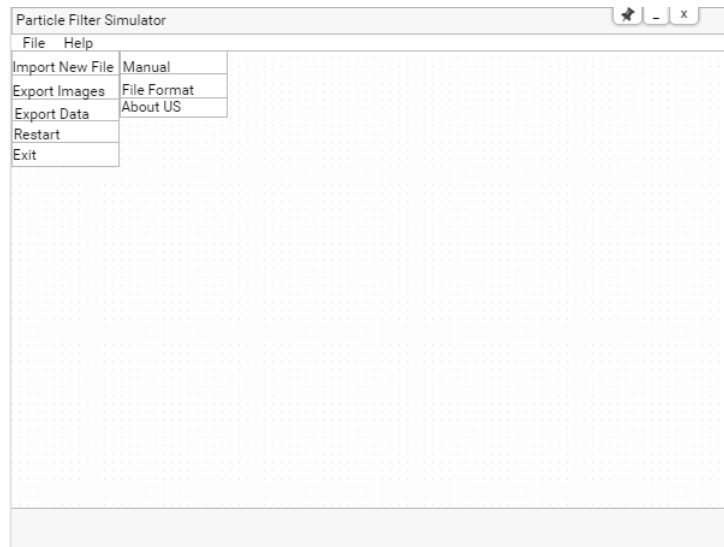 Particle Filter Simulator
_ x
File Help
Import New File Manual
Export Images File Format
Export Data About US
Restart
Exit